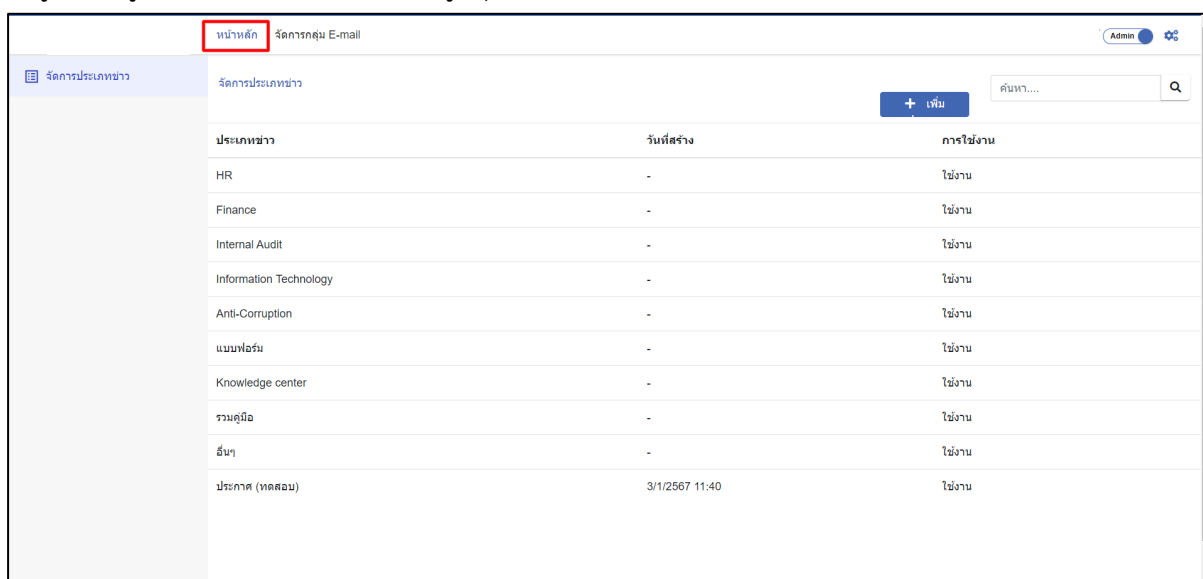 หน้าหลัก จัดการกลุ่ม E-mail Admin
จัดการประเภทข่าว
จัดการประเภทข่าว
ค้นหา....
+ เพิ่ม
ประเภทข่าว วันที่สร้าง การใช้งาน
HR - ใช้งาน
Finance - ใช้งาน
Internal Audit - ใช้งาน
Information Technology - ใช้งาน
Anti-Corruption - ใช้งาน
แบบฟอร์ม - ใช้งาน
Knowledge center - ใช้งาน
รวมคู่มือ - ใช้งาน
อื่นๆ - ใช้งาน
ประกาศ (ทดสอบ) 3/1/2567 11:40 ใช้งาน